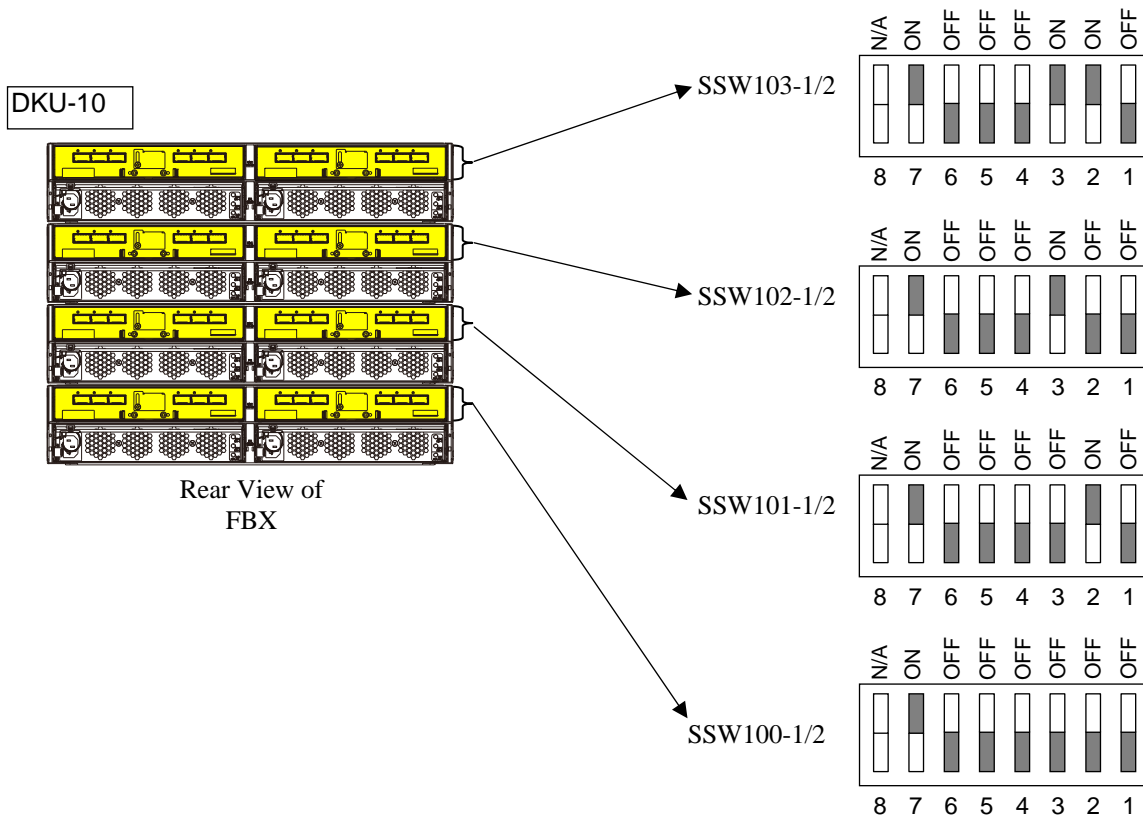 DKU-10
Rear View of
FBX
SSW103-1/2
N/A ON OFF OFF OFF ON ON OFF
8 7 6 5 4 3 2 1
SSW102-1/2
N/A ON OFF OFF OFF ON OFF OFF
8 7 6 5 4 3 2 1
SSW101-1/2
N/A ON OFF OFF OFF OFF ON OFF
8 7 6 5 4 3 2 1
SSW100-1/2
N/A ON OFF OFF OFF OFF OFF OFF
8 7 6 5 4 3 2 1